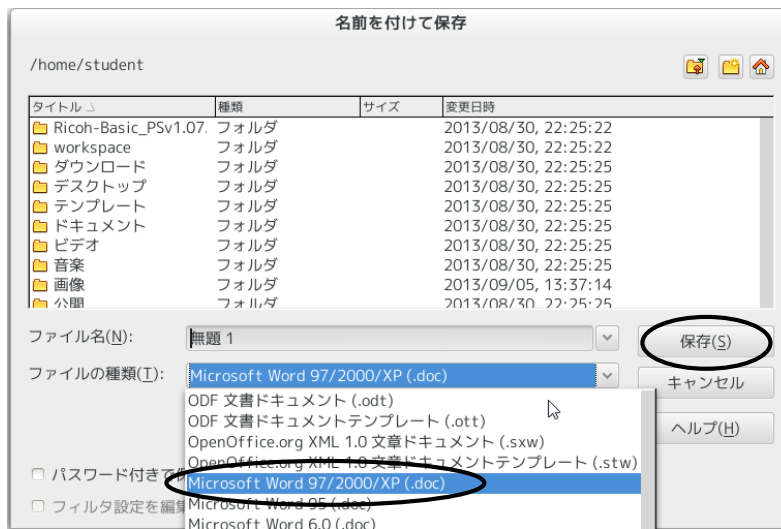 名前を付けて保存
/home/student
タイトル 種類 サイズ 変更日時
Ricoh-Basic_PSv1.07. フォルダ 2013/08/30, 22:25:22
workspace フォルダ 2013/08/30, 22:25:22
ダウンロード フォルダ 2013/08/30, 22:25:25
デスクトップ フォルダ 2013/08/30, 22:25:25
テンプレート フォルダ 2013/08/30, 22:25:25
ドキュメント フォルダ 2013/08/30, 22:25:25
ビデオ フォルダ 2013/08/30, 22:25:25
音楽 フォルダ 2013/08/30, 22:25:25
画像 フォルダ 2013/09/05, 13:37:14
公開 フォルダ 2013/08/30, 22:25:25
ファイル名(N): 無題 1 保存(S)
ファイルの種類(T): Microsoft Word 97/2000/XP (.doc) キャンセル
ODF 文書ドキュメント (.odt)
ODF 文書ドキュメントテンプレート (.ott) ヘルプ(H)
OpenOffice.org XML 1.0 文章ドキュメント (.sxw)
OpenOffice.org XML 1.0 文章ドキュメントテンプレート (.stw)
パスワード付きで Microsoft Word 97/2000/XP (.doc)
フィルタ設定を編集 Microsoft Word 95 (.doc)
Microsoft Word 6.0 (.doc)